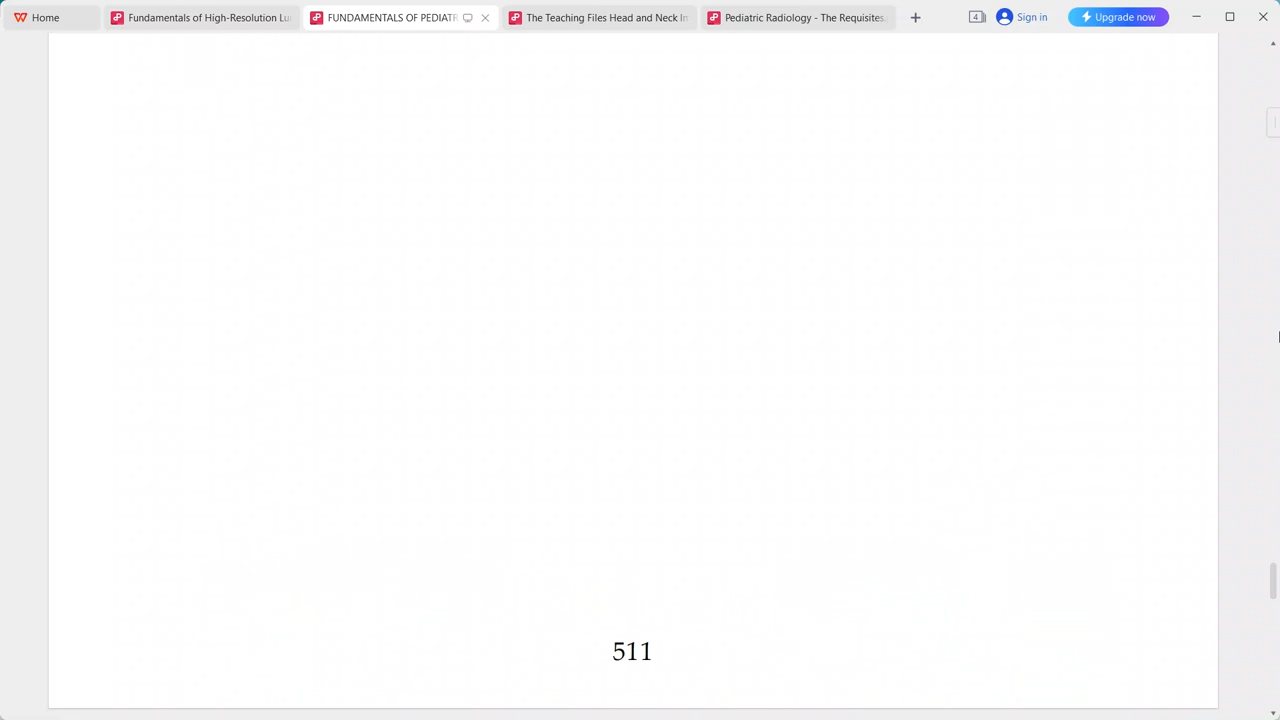 Home
Fundamentals of High-Resolution Lu
FUNDAMENTALS OF PEDIATR
The Teaching Files Head and Neck In
Pediatric Radiology - The Requisites.
4
Sign in
Upgrade now
511